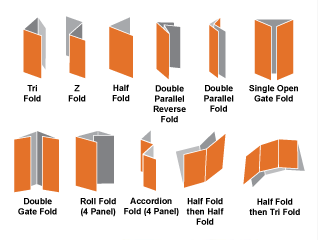 Tri
Fold
Z
Fold
Half
Fold
Double
Parallel
Reverse
Fold
Double
Parallel
Fold
Single Open
Gate Fold
Double
Gate Fold
Roll Fold
(4 Panel)
Accordion
Fold (4 Panel)
Half Fold
then Half
Fold
Half Fold
then Tri Fold